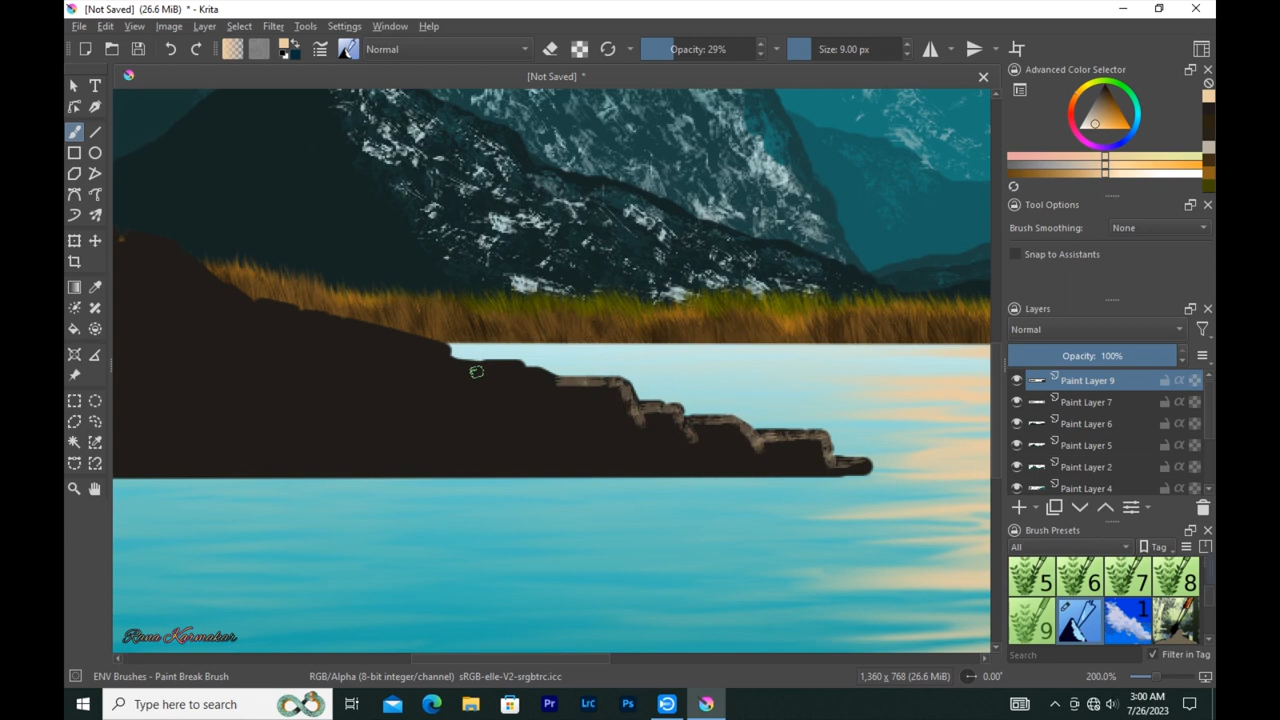 [Not Saved] (26.6 MiB) * - Krita
File Edit View Image Layer Select Filter Tools Settings Window Help
Normal Opacity: 29% Size: 9.00 px
[Not Saved] *
Advanced Color Selector
Tool Options
Brush Smoothing: None
Snap to Assistants
Layers
Normal
Opacity: 100%
Paint Layer 9
Paint Layer 7
Paint Layer 6
Paint Layer 5
Paint Layer 2
Paint Layer 4
Brush Presets
All Tag
5 6 7 8
9 1
Search Filter in Tag
Rana Karmakar
ENV Brushes - Paint Break Brush RGB/Alpha (8-bit integer/channel) sRGB-elle-V2-srgbtrc.icc 1,360 x 768 (26.6 MiB) 0.00° 200.0%
Type here to search Pr Lrc Ps 3:00 AM
7/26/2023